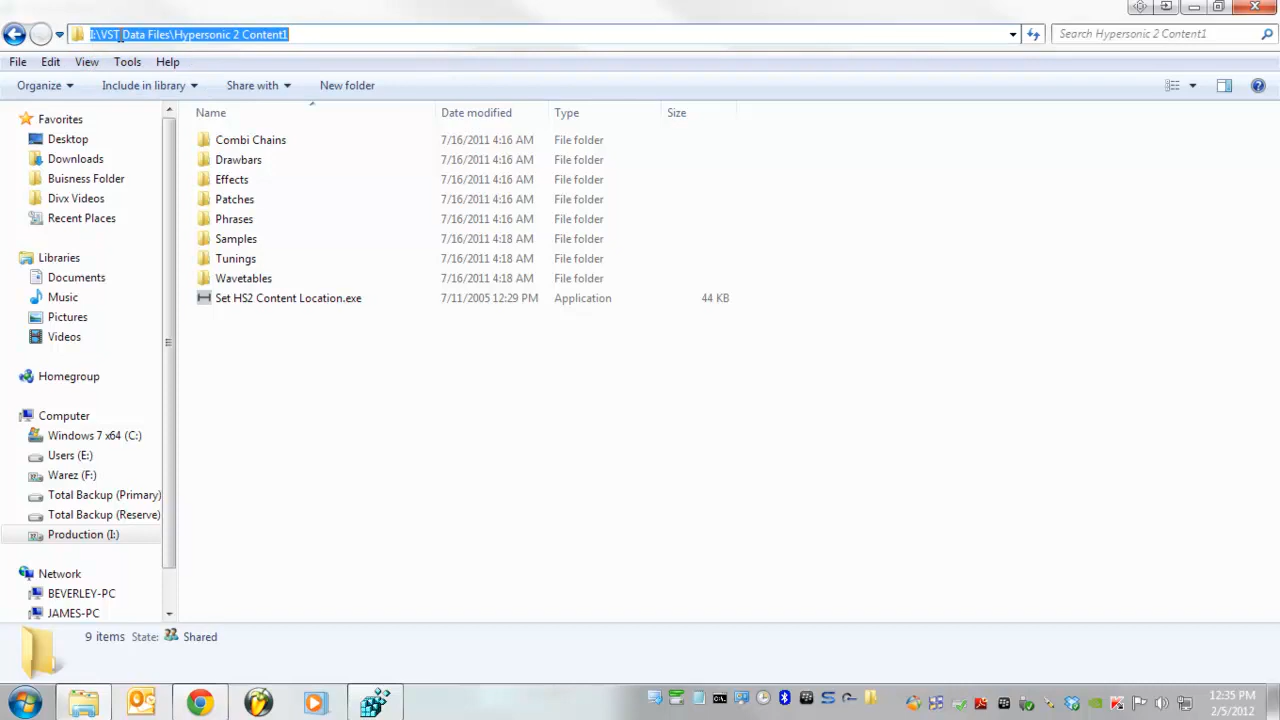 I:\VST Data Files\Hypersonic 2 Content1
Search Hypersonic 2 Content1
File Edit View Tools Help
Organize Include in library Share with New folder
Name Date modified Type Size
Favorites
Desktop
Downloads
Buisness Folder
Divx Videos
Recent Places
Libraries
Documents
Music
Pictures
Videos
Homegroup
Computer
Windows 7 x64 (C:)
Users (E:)
Warez (F:)
Total Backup (Primary)
Total Backup (Reserve)
Production (I:)
Network
BEVERLEY-PC
JAMES-PC
Combi Chains 7/16/2011 4:16 AM File folder
Drawbars 7/16/2011 4:16 AM File folder
Effects 7/16/2011 4:16 AM File folder
Patches 7/16/2011 4:16 AM File folder
Phrases 7/16/2011 4:16 AM File folder
Samples 7/16/2011 4:18 AM File folder
Tunings 7/16/2011 4:18 AM File folder
Wavetables 7/16/2011 4:18 AM File folder
Set HS2 Content Location.exe 7/11/2005 12:29 PM Application 44 KB
9 items State: Shared
12:35 PM
2/5/2012